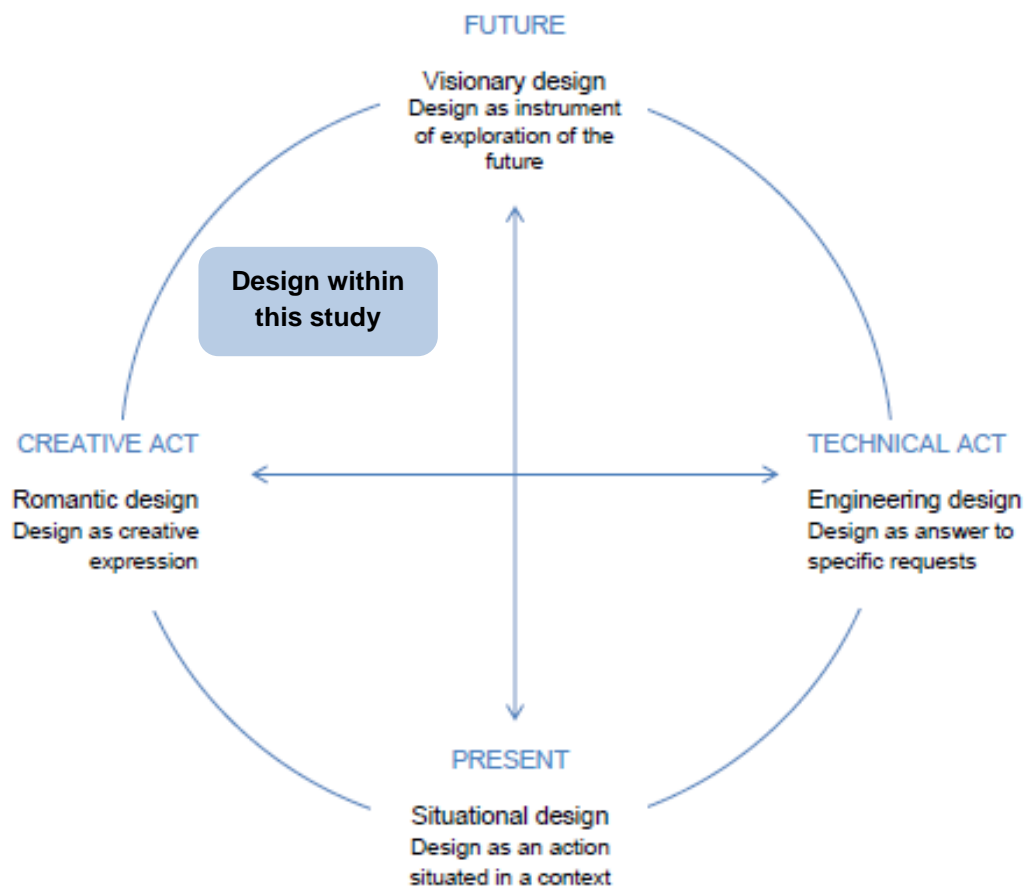 FUTURE
Visionary design
Design as instrument
of exploration of the
future
Design within
this study
CREATIVE ACT
Romantic design
Design as creative
expression
TECHNICAL ACT
Engineering design
Design as answer to
specific requests
PRESENT
Situational design
Design as an action
situated in a context